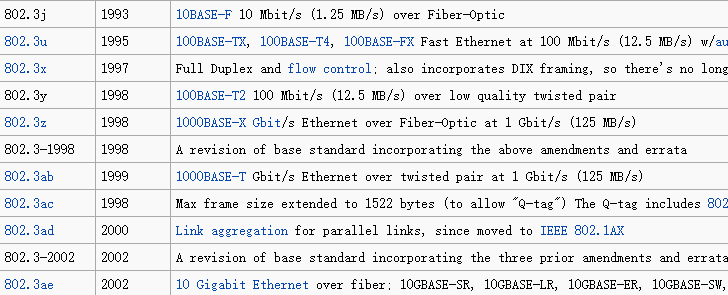 802.3j 1993 10BASE-F 10 Mbit/s (1.25 MB/s) over Fiber-Optic
802.3u 1995 100BASE-TX, 100BASE-T4, 100BASE-FX Fast Ethernet at 100 Mbit/s (12.5 MB/s) w/au
802.3x 1997 Full Duplex and flow control; also incorporates DIX framing, so there's no long
802.3y 1998 100BASE-T2 100 Mbit/s (12.5 MB/s) over low quality twisted pair
802.3z 1998 1000BASE-X Gbit/s Ethernet over Fiber-Optic at 1 Gbit/s (125 MB/s)
802.3-1998 1998 A revision of base standard incorporating the above amendments and errata
802.3ab 1999 1000BASE-T Gbit/s Ethernet over twisted pair at 1 Gbit/s (125 MB/s)
802.3ac 1998 Max frame size extended to 1522 bytes (to allow "Q-tag") The Q-tag includes 802
802.3ad 2000 Link aggregation for parallel links, since moved to IEEE 802.1AX
802.3-2002 2002 A revision of base standard incorporating the three prior amendments and errata
802.3ae 2002 10 Gigabit Ethernet over fiber; 10GBASE-SR, 10GBASE-LR, 10GBASE-ER, 10GBASE-SW,